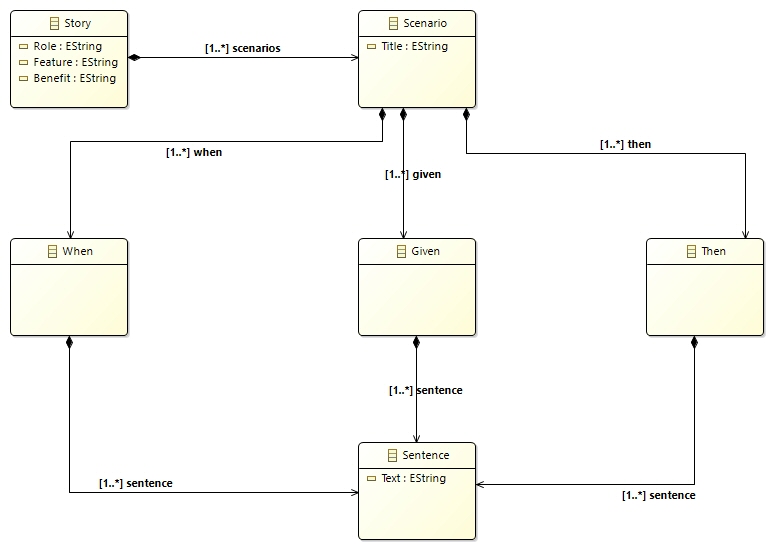 Story
Role : EString
Feature : EString
Benefit : EString
[1..*] scenarios
Scenario
Title : EString
[1..*] when
[1..*] given
[1..*] then
When
Given
Then
[1..*] sentence
Sentence
Text : EString
[1..*] sentence
[1..*] sentence